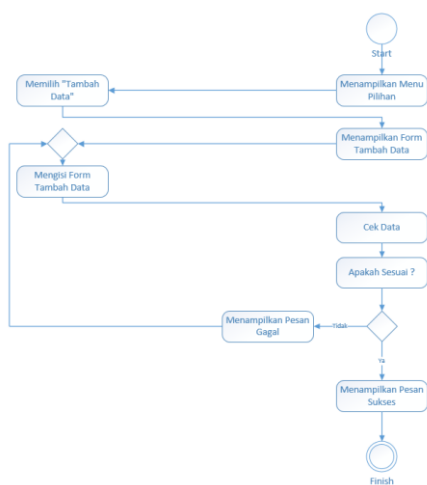 Start
Memilih "Tambah
Data"
Menampilkan Menu
Pilihan
Menampilkan Form
Tambah Data
Mengisi Form
Tambah Data
Cek Data
Apakah Sesuai ?
Menampilkan Pesan
Gagal
Tidak
Ya
Menampilkan Pesan
Sukses
Finish